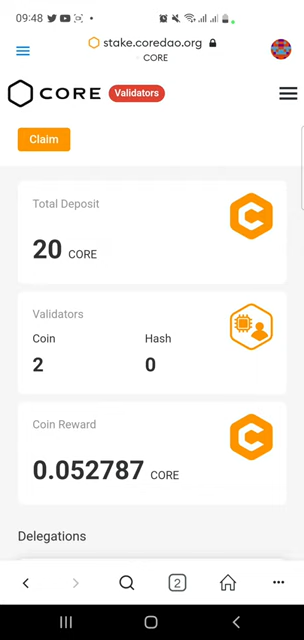 09:48
stake.coredao.org
CORE
CORE Validators
Claim
Total Deposit
20 CORE
Validators
Coin Hash
2 0
Coin Reward
0.052787 CORE
Delegations
2